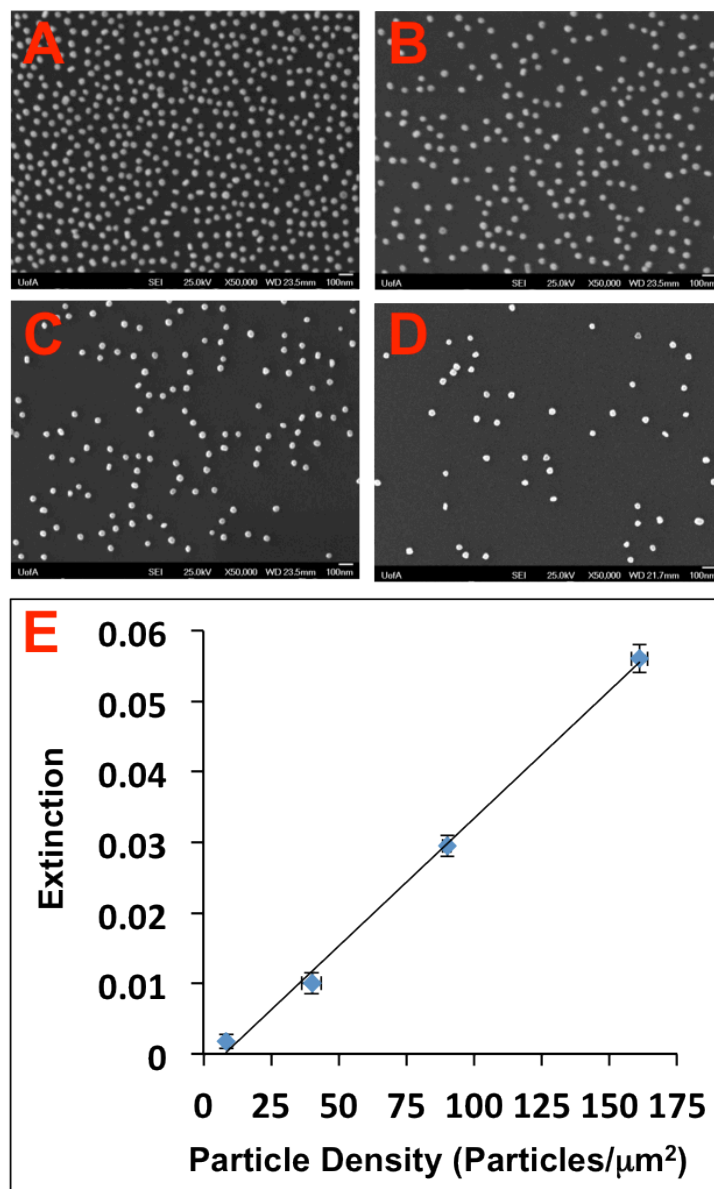 A
B
UofA SEI 25.0kV X50,000 WD 23.5mm 100nm
UofA SEI 25.0kV X50,000 WD 23.5mm 100nm
C
D
UofA SEI 25.0kV X50,000 WD 23.5mm 100nm
UofA SEI 25.0kV X50,000 WD 21.7mm 100nm
E
0.06
0.05
0.04
0.03
0.02
0.01
0
Extinction
0 25 50 75 100 125 150 175
Particle Density (Particles/μm²)